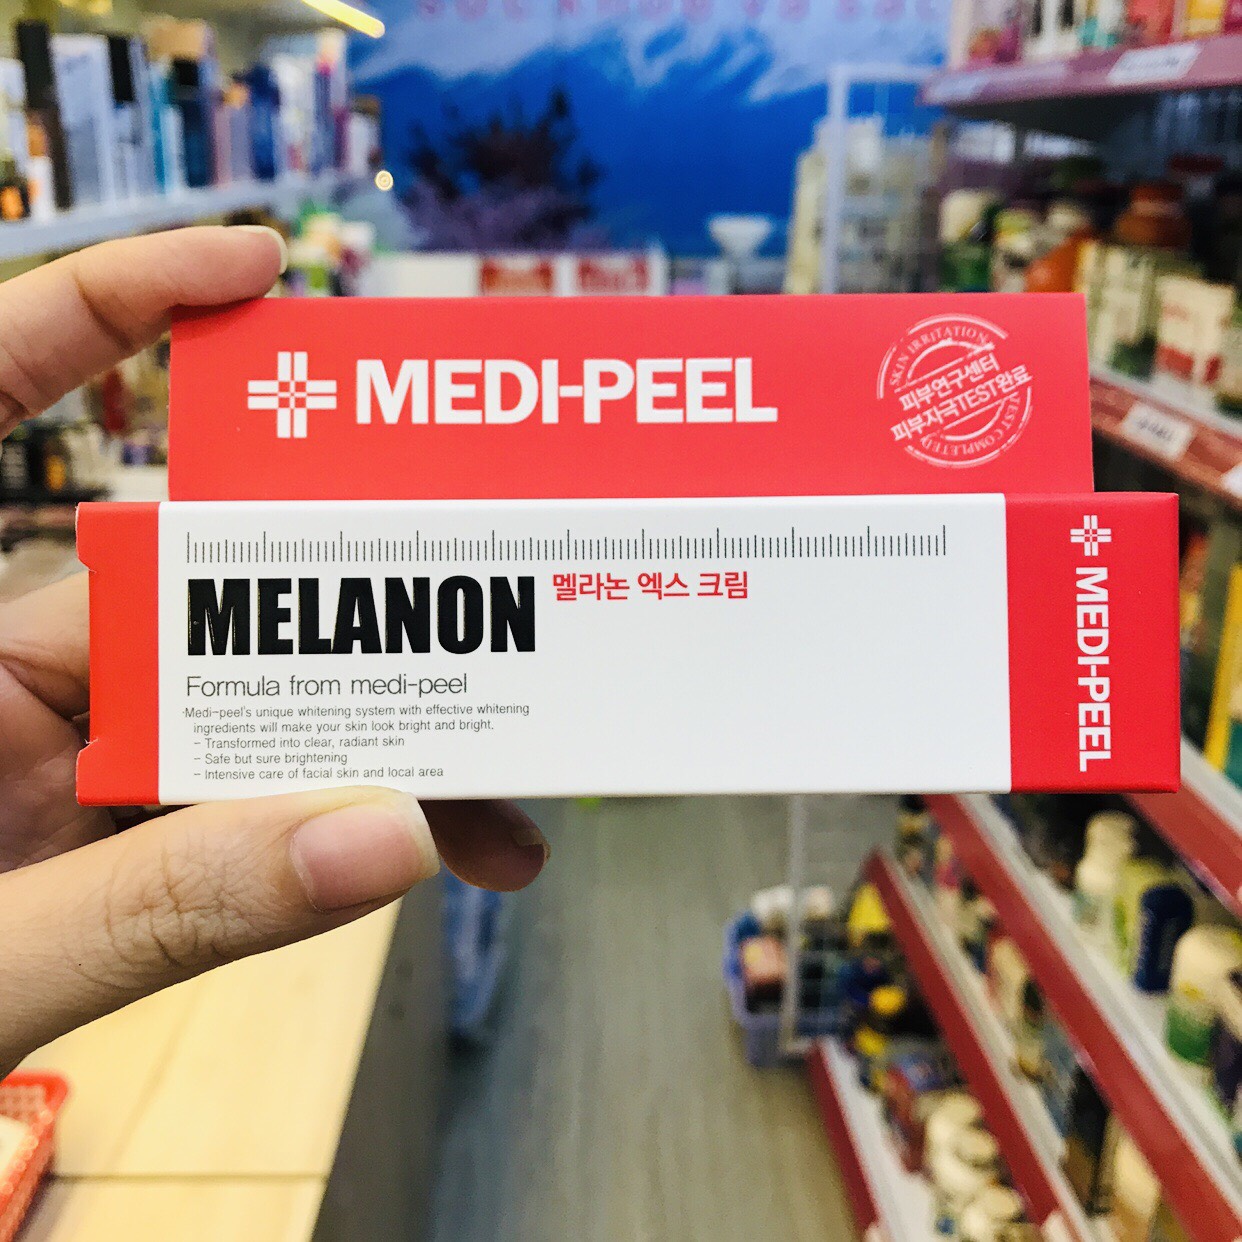 MEDI-PEEL
SKIN IRRITATION
피부연구센터
피부자극TEST완료
TEST COMPLETED
MELANON 멜라논 엑스 크림
Formula from medi-peel
·Medi-peel's unique whitening system with effective whitening
ingredients will make your skin look bright and bright.
- Transformed into clear, radiant skin
- Safe but sure brightening
- Intensive care of facial skin and local area
MEDI-PEEL